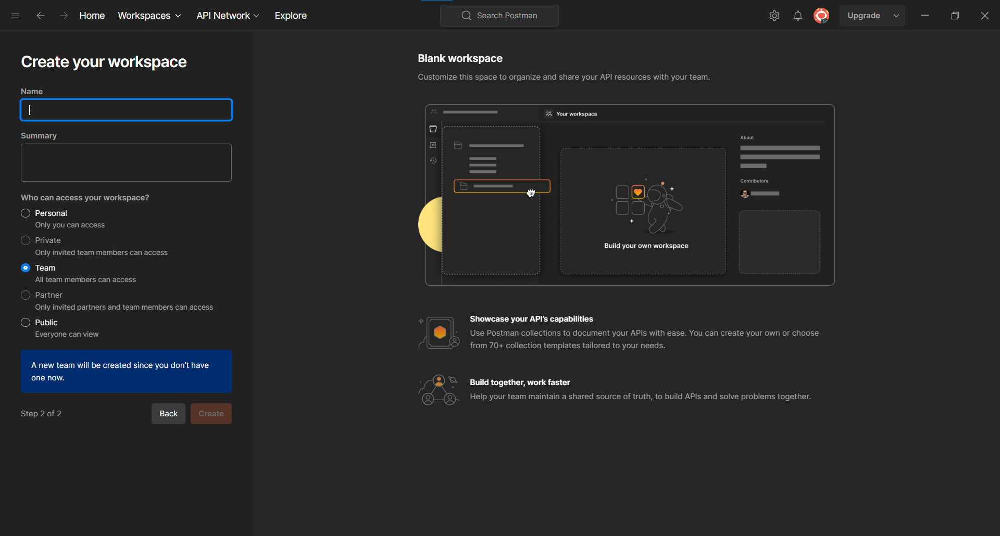 Home
Workspaces
API Network
Explore
Search Postman
Upgrade
Create your workspace
Name
Summary
Who can access your workspace?
Personal
Only you can access
Private
Only invited team members can access
Team
All team members can access
Partner
Only invited partners and team members can access
Public
Everyone can view
A new team will be created since you don't have
one now.
Step 2 of 2
Back
Create
Blank workspace
Customize this space to organize and share your API resources with your team.
Your workspace
About
Contributors
Build your own workspace
Showcase your API's capabilities
Use Postman collections to document your APIs with ease. You can create your own or choose
from 70+ collection templates tailored to your needs.
Build together, work faster
Help your team maintain a shared source of truth, to build APIs and solve problems together.